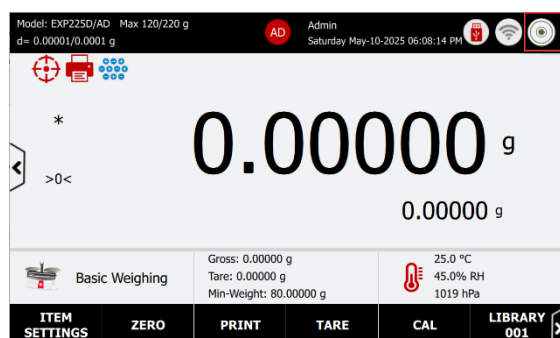 Model: EXP225D/AD Max 120/220 g
d= 0.00001/0.0001 g
AD
Admin
Saturday May-10-2025 06:08:14 PM
*
>0<
0.00000 g
0.00000 g
Basic Weighing
Gross: 0.00000 g
Tare: 0.00000 g
Min-Weight: 80.00000 g
25.0 °C
45.0% RH
1019 hPa
ITEM
SETTINGS
ZERO
PRINT
TARE
CAL
LIBRARY
001